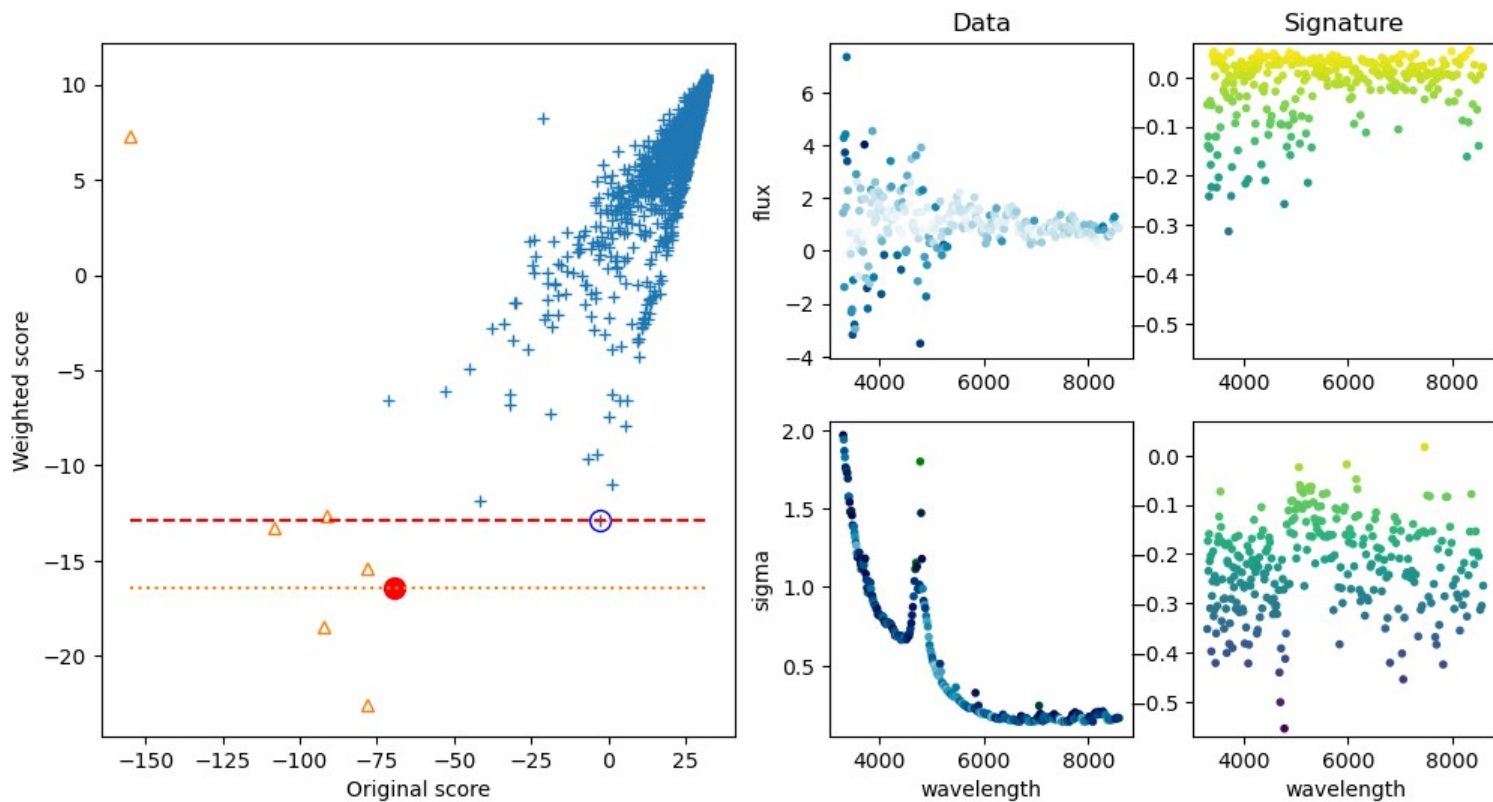 Data Signature
10
5
0
−5
−10
−15
−20
Weighted score
−150 −125 −100 −75 −50 −25 0 25
Original score
6
4
2
0
−2
−4
flux
4000 6000 8000
0.0
−0.1
−0.2
−0.3
−0.4
−0.5
4000 6000 8000
2.0
1.5
1.0
0.5
sigma
4000 6000 8000
wavelength
0.0
−0.1
−0.2
−0.3
−0.4
−0.5
4000 6000 8000
wavelength